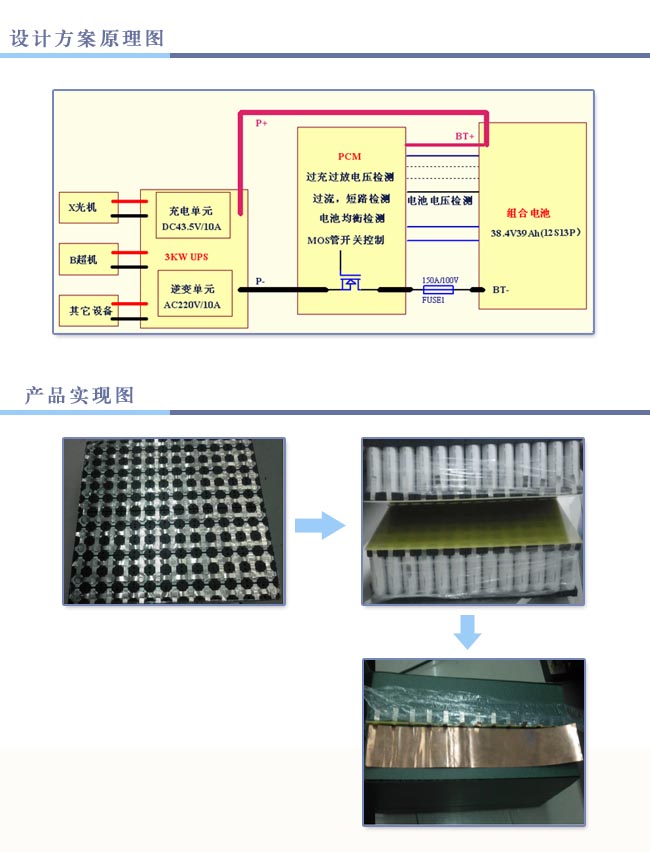 设计方案原理图
P+
BT+
PCM
过充过放电压检测
过流，短路检测
电池均衡检测
MOS管开关控制
电池电压检测
组合电池
38.4V39Ah(12S13P)
X光机
充电单元
DC43.5V/10A
B超机
3KW UPS
逆变单元
AC220V/10A
其它设备
P-
150A/100V
FUSE1
BT-
产品实现图